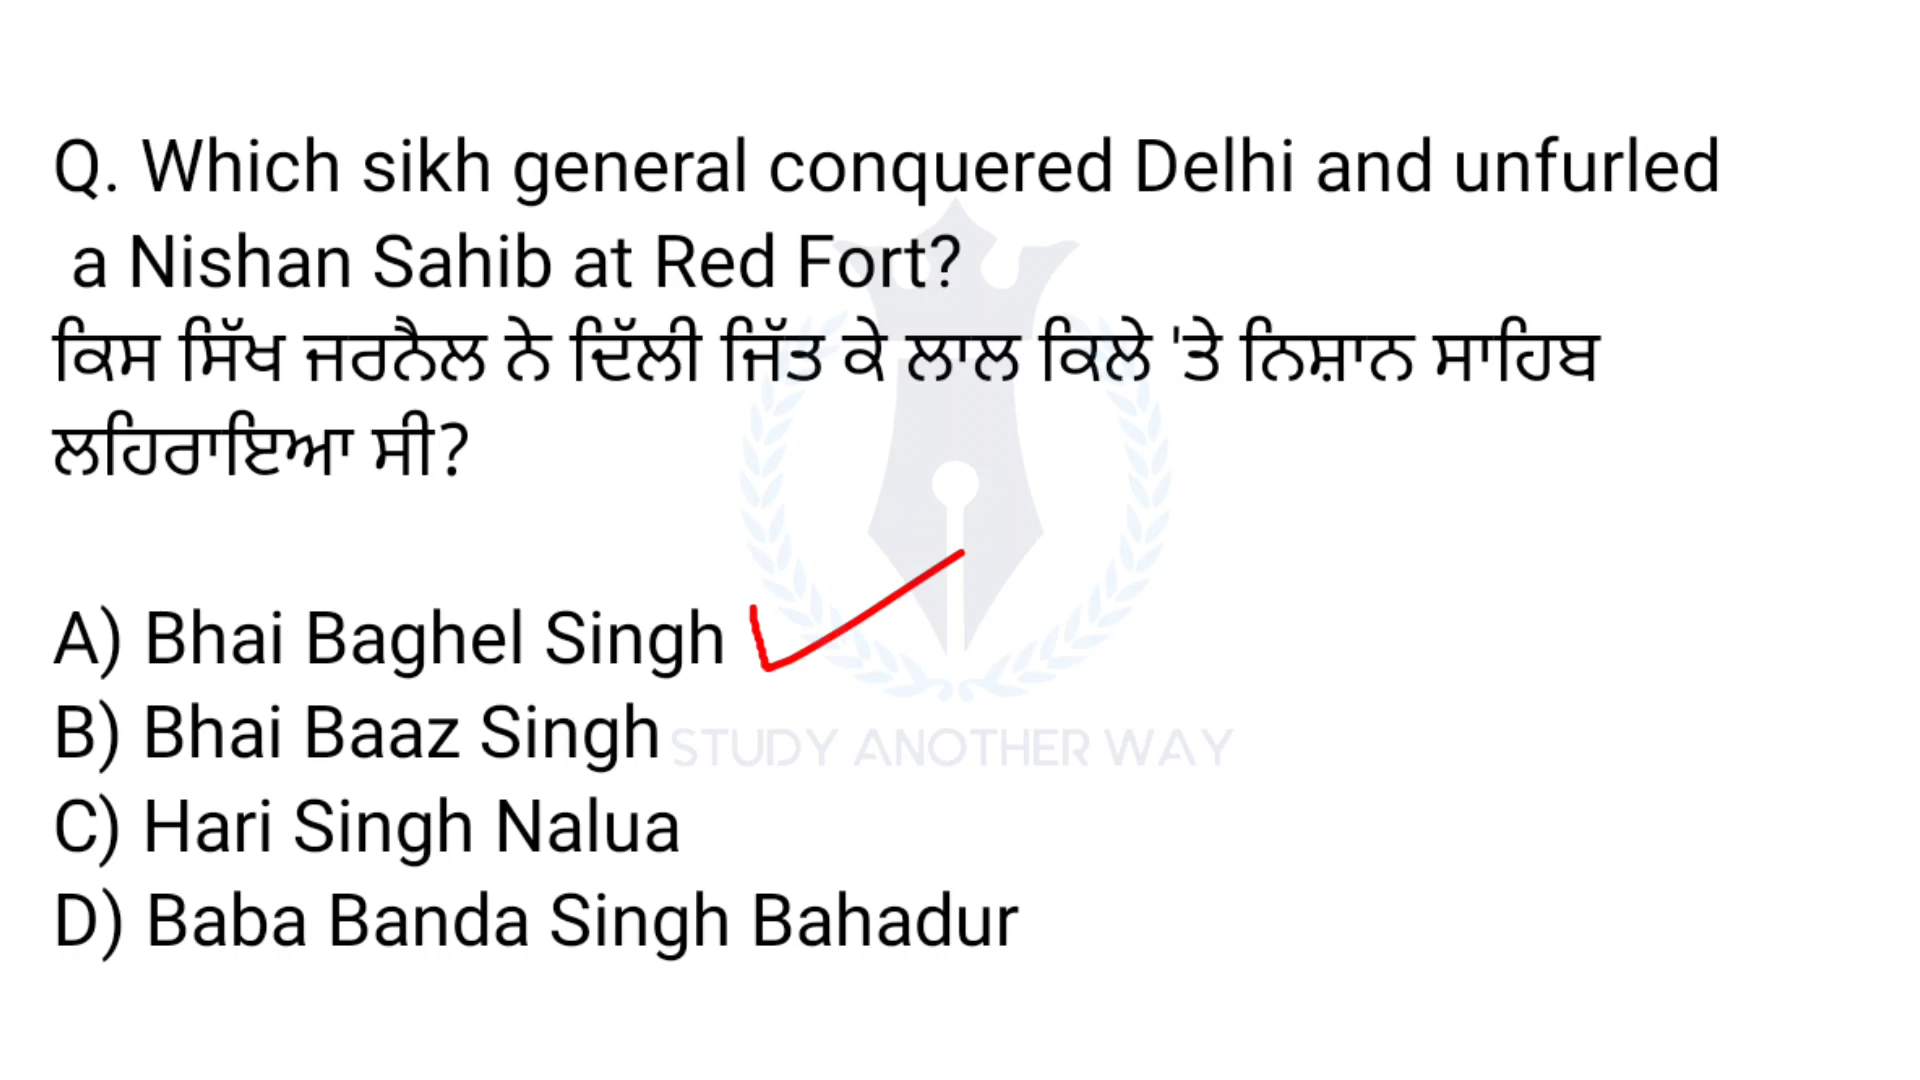 Q. Which sikh general conquered Delhi and unfurled
a Nishan Sahib at Red Fort?
ਕਿਸ ਸਿੱਖ ਜਰਨੈਲ ਨੇ ਦਿੱਲੀ ਜਿੱਤ ਕੇ ਲਾਲ ਕਿਲੇ 'ਤੇ ਨਿਸ਼ਾਨ ਸਾਹਿਬ
ਲਹਿਰਾਇਆ ਸੀ?
A) Bhai Baghel Singh
B) Bhai Baaz Singh
STUDY ANOTHER WAY
C) Hari Singh Nalua
D) Baba Banda Singh Bahadur